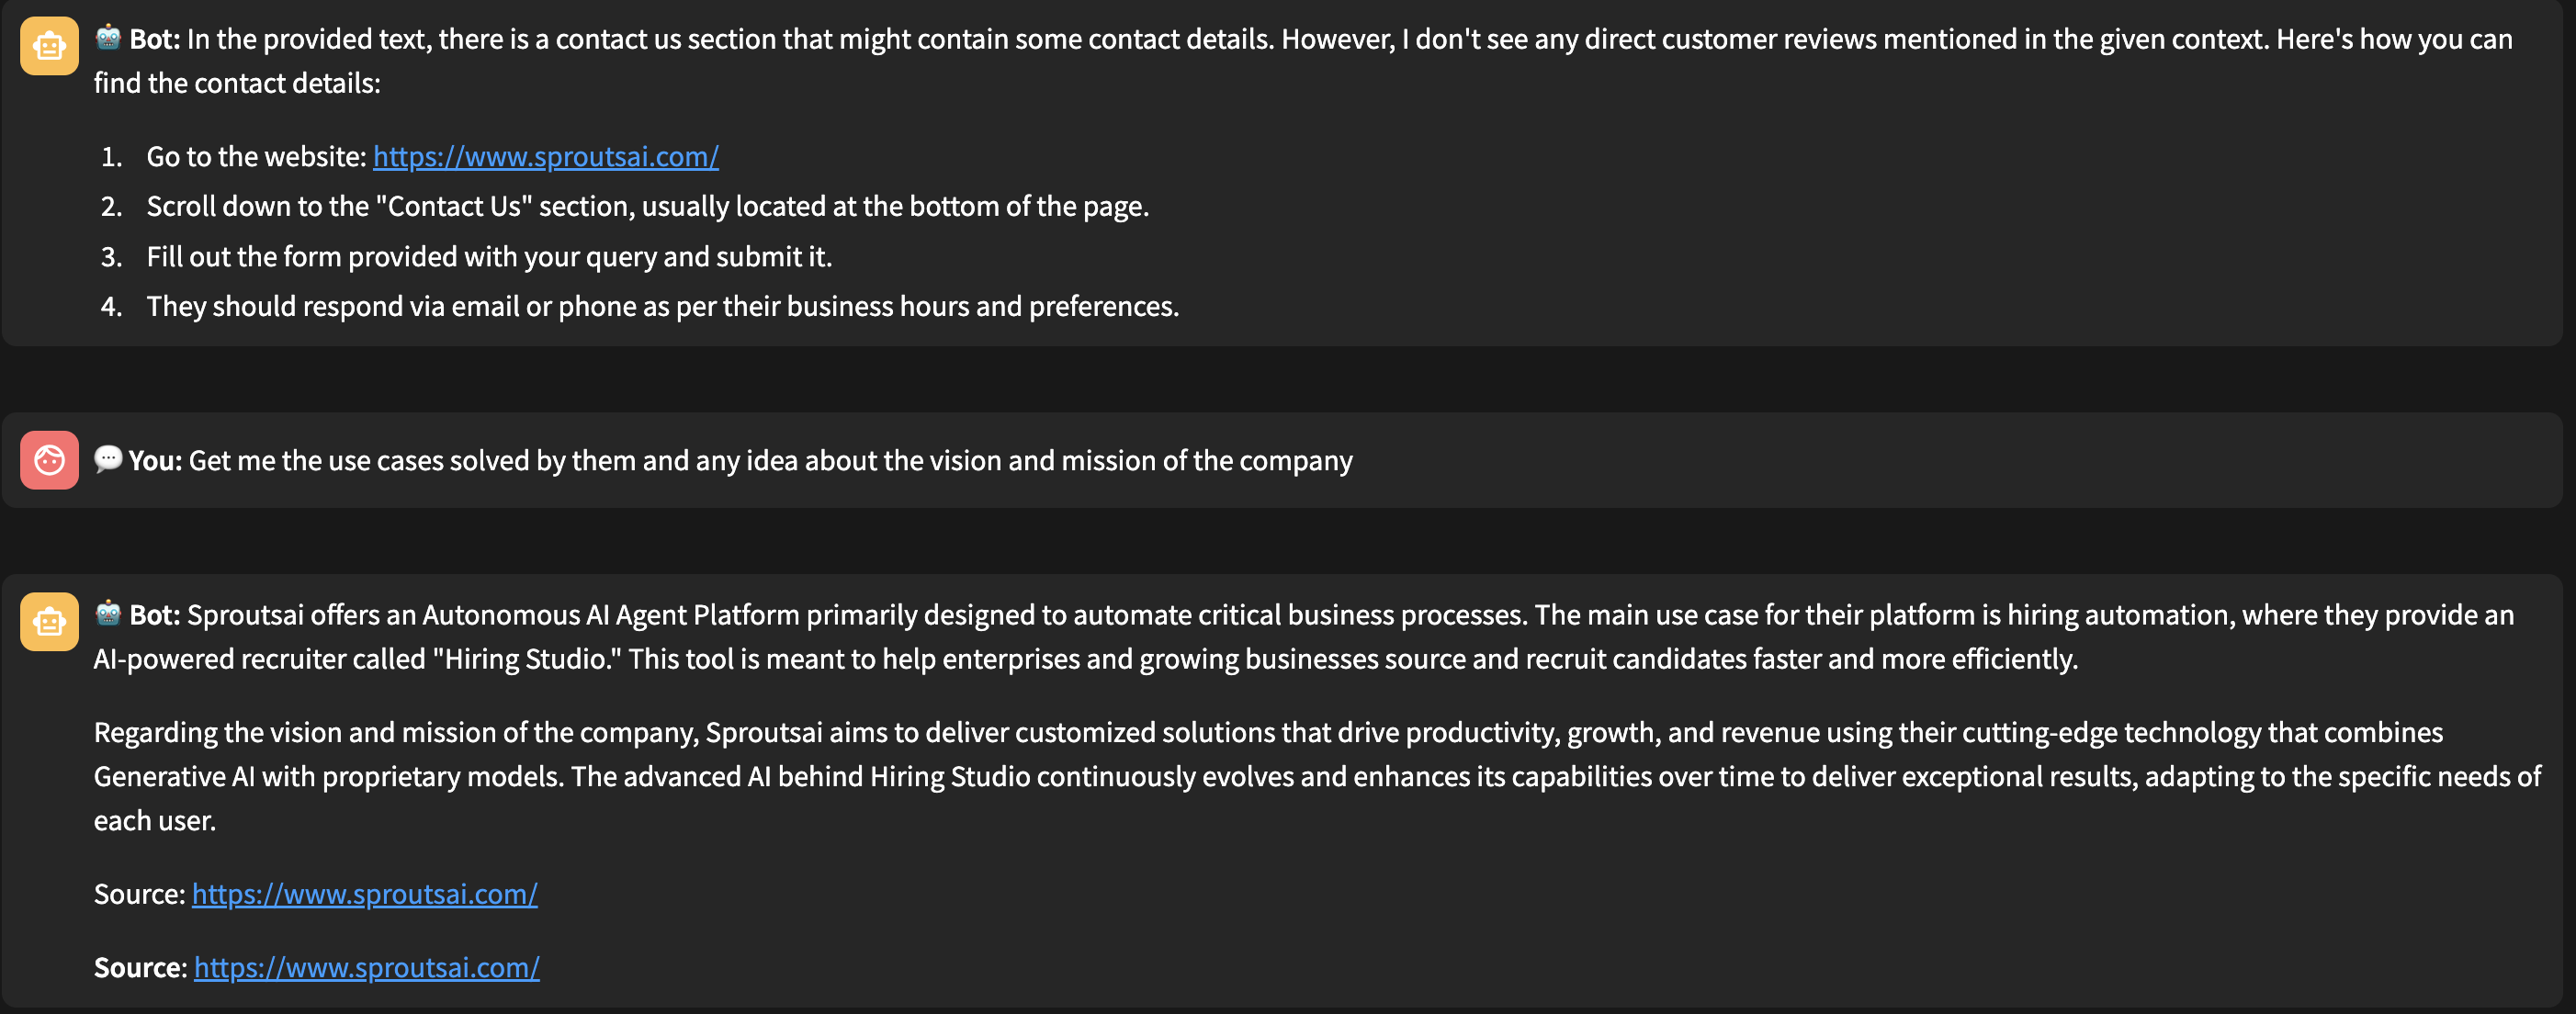 🤖 Bot: In the provided text, there is a contact us section that might contain some contact details. However, I don't see any direct customer reviews mentioned in the given context. Here's how you can
find the contact details:
1. Go to the website: https://www.sproutsai.com/
2. Scroll down to the "Contact Us" section, usually located at the bottom of the page.
3. Fill out the form provided with your query and submit it.
4. They should respond via email or phone as per their business hours and preferences.
💬 You: Get me the use cases solved by them and any idea about the vision and mission of the company
🤖 Bot: Sproutsai offers an Autonomous AI Agent Platform primarily designed to automate critical business processes. The main use case for their platform is hiring automation, where they provide an
AI-powered recruiter called "Hiring Studio." This tool is meant to help enterprises and growing businesses source and recruit candidates faster and more efficiently.
Regarding the vision and mission of the company, Sproutsai aims to deliver customized solutions that drive productivity, growth, and revenue using their cutting-edge technology that combines
Generative AI with proprietary models. The advanced AI behind Hiring Studio continuously evolves and enhances its capabilities over time to deliver exceptional results, adapting to the specific needs of
each user.
Source: https://www.sproutsai.com/
Source: https://www.sproutsai.com/